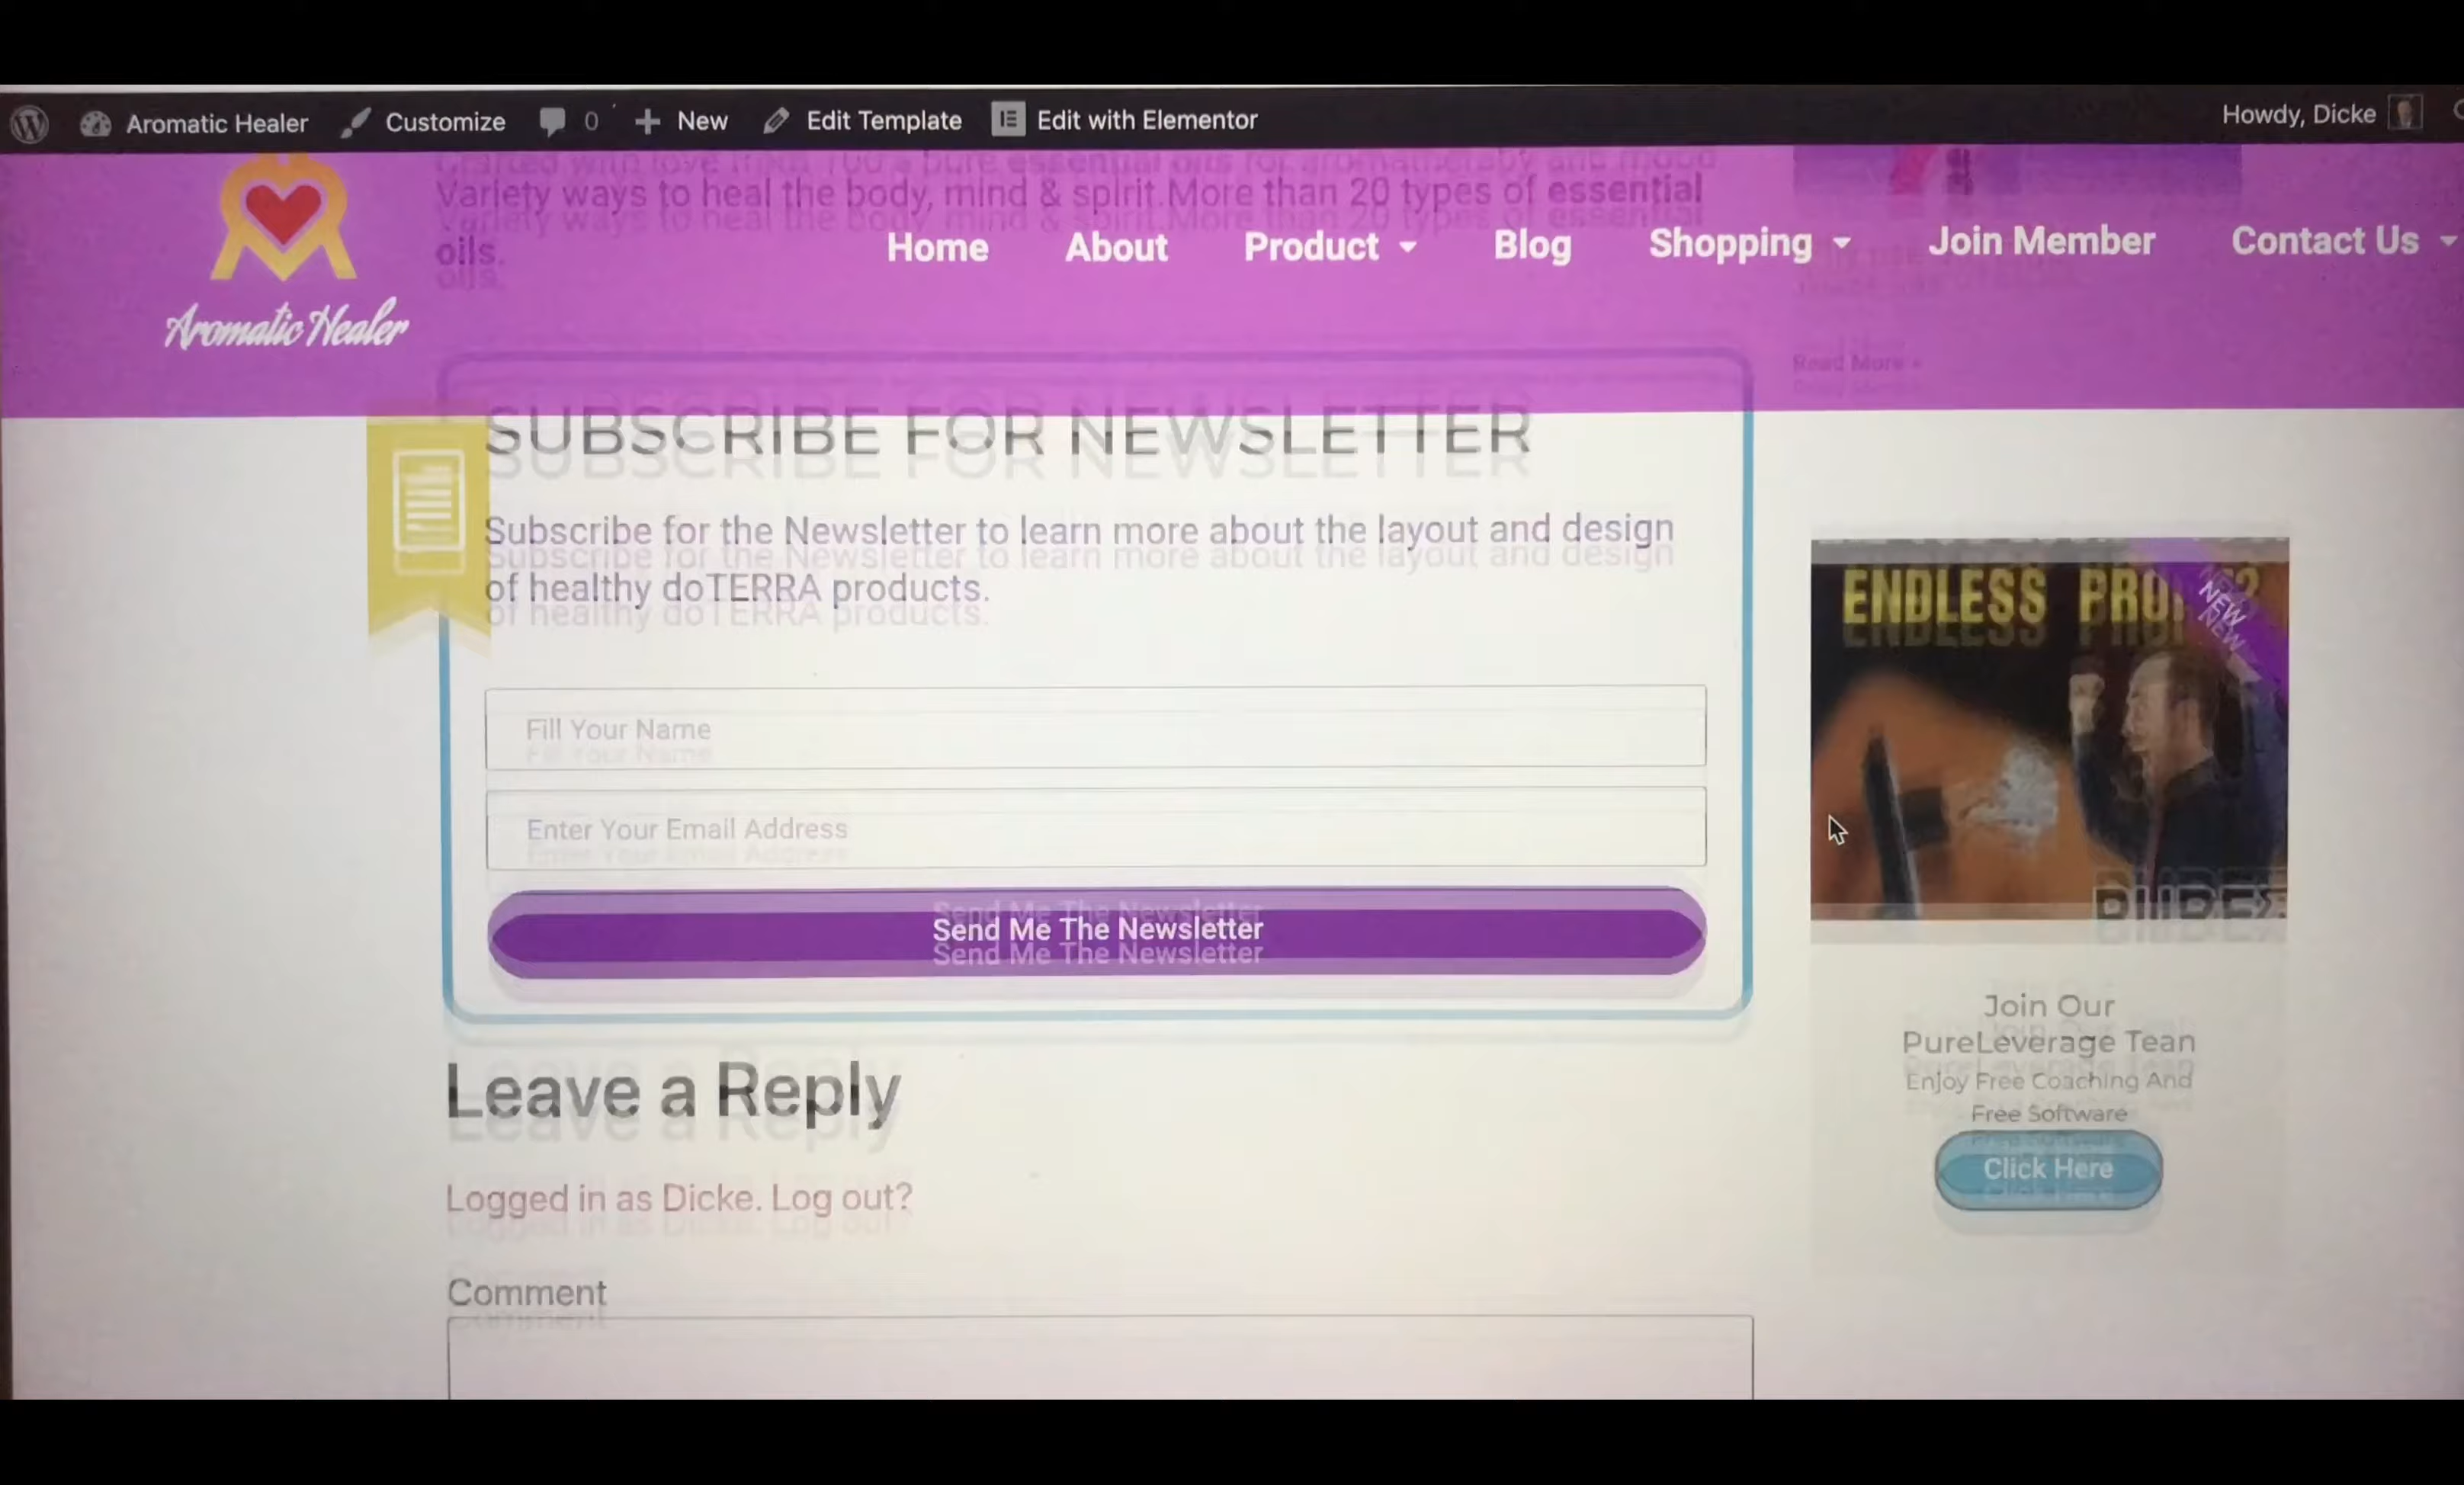 Aromatic Healer Customize 0 New Edit Template Edit with Elementor Howdy, Dicke
Variety ways to heal the body, mind & spirit.More than 20 types of essential
oils.
Home About Product Blog Shopping Join Member Contact Us
Aromatic Healer
Read More
SUBSCRIBE FOR NEWSLETTER
Subscribe for the Newsletter to learn more about the layout and design
of healthy doTERRA products.
Fill Your Name
Enter Your Email Address
Send Me The Newsletter
ENDLESS
NEW
Join Our
PureLeverage Tean
Enjoy Free Coaching And
Free Software
Click Here
Leave a Reply
Logged in as Dicke. Log out?
Comment